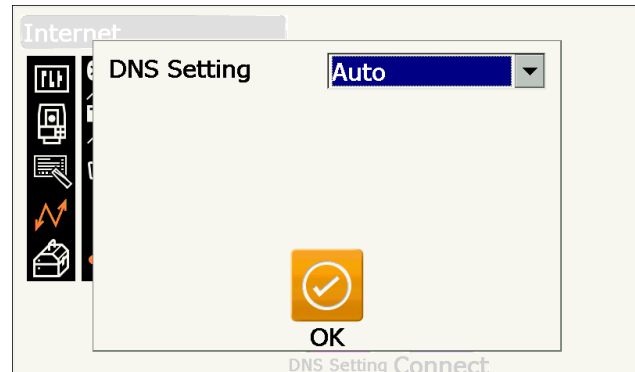 Internet
DNS Setting Auto
OK
DNS Setting Connect